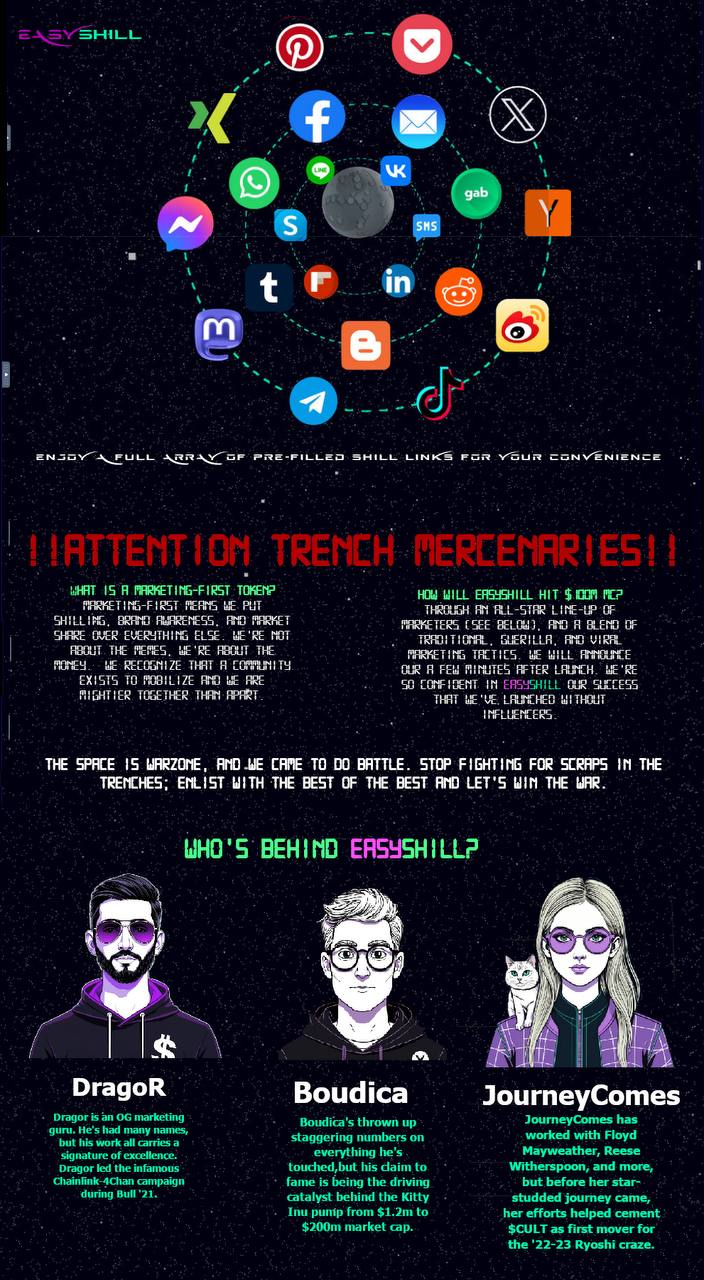 EASYSHILL
LINE
VK
gab
S
SMS
Y
t
in
m
B
ENJOY A FULL ARRAY OF PRE-FILLED SHILL LINKS FOR YOUR CONVENIENCE
!!ATTENTION TRENCH MERCENARIES!!
WHAT IS A MARKETING-FIRST TOKEN?
MARKETING-FIRST MEANS WE PUT
SHILLING, BRAND AWARENESS, AND MARKET
SHARE OVER EVERYTHING ELSE. WE'RE NOT
ABOUT THE MEMES, WE'RE ABOUT THE
MONEY. WE RECOGNIZE THAT A COMMUNITY
EXISTS TO MOBILIZE AND WE ARE
MIGHTIER TOGETHER THAN APART.
HOW WILL EASYSHILL HIT $100M MC?
THROUGH AN ALL-STAR LINE-UP OF
MARKETERS (SEE BELOW), AND A BLEND OF
TRADITIONAL, GUERILLA, AND VIRAL
MARKETING TACTICS. WE WILL ANNOUNCE
OUR A FEW MINUTES AFTER LAUNCH. WE'RE
SO CONFIDENT IN EASYSHILL OUR SUCCESS
THAT WE'VE LAUNCHED WITHOUT
INFLUENCERS.
THE SPACE IS WARZONE, AND WE CAME TO DO BATTLE. STOP FIGHTING FOR SCRAPS IN THE
TRENCHES; ENLIST WITH THE BEST OF THE BEST AND LET'S WIN THE WAR.
WHO'S BEHIND EASYSHILL?
$
DragoR
Dragor is an OG marketing
guru. He's had many names,
but his work all carries a
signature of excellence.
Dragor led the infamous
Chainlink-4Chan campaign
during Bull '21.
Boudica
Boudica's thrown up
staggering numbers on
everything he's
touched,but his claim to
fame is being the driving
catalyst behind the Kitty
Inu pump from $1.2m to
$200m market cap.
JourneyComes
JourneyComes has
worked with Floyd
Mayweather, Reese
Witherspoon, and more,
but before her star-
studded journey came,
her efforts helped cement
$CULT as first mover for
the '22-23 Ryoshi craze.